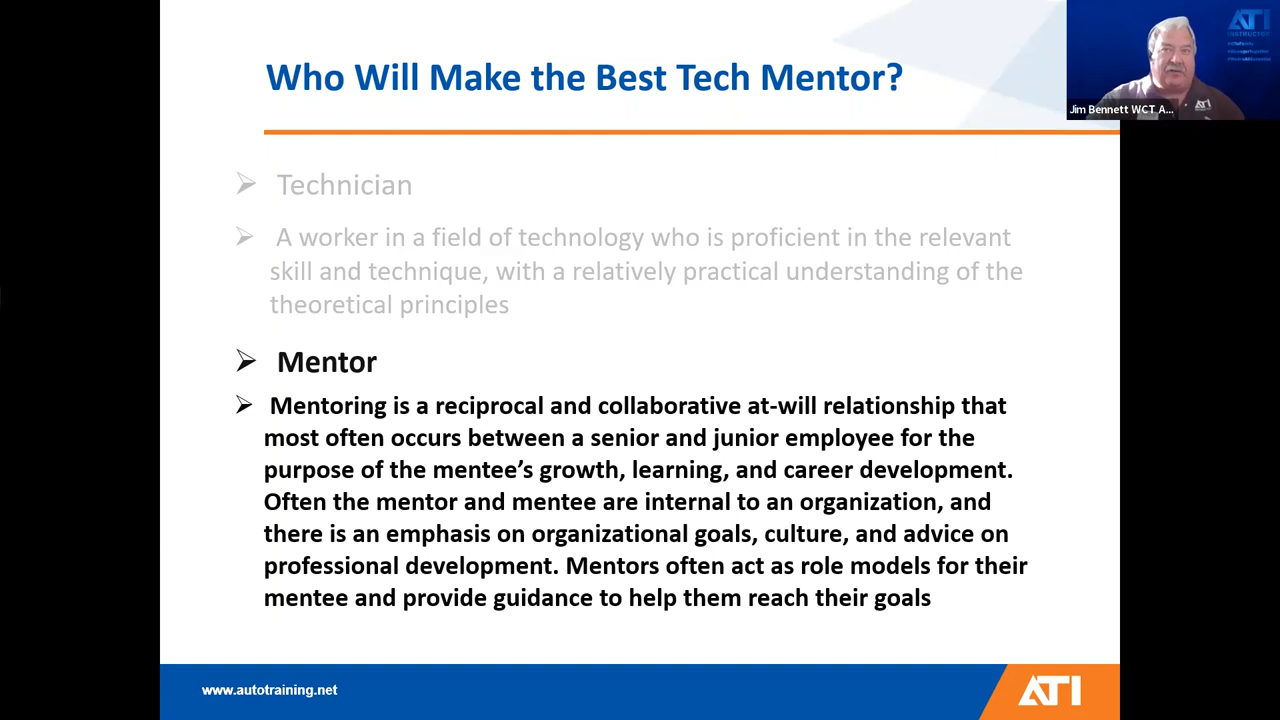 Who Will Make the Best Tech Mentor?
ATI
INSTRUCTOR
Jim Bennett WCT A...
ATI
➢ Technician
➢ A worker in a field of technology who is proficient in the relevant
skill and technique, with a relatively practical understanding of the
theoretical principles
➢ Mentor
➢ Mentoring is a reciprocal and collaborative at-will relationship that
most often occurs between a senior and junior employee for the
purpose of the mentee’s growth, learning, and career development.
Often the mentor and mentee are internal to an organization, and
there is an emphasis on organizational goals, culture, and advice on
professional development. Mentors often act as role models for their
mentee and provide guidance to help them reach their goals
www.autotraining.net
ATI